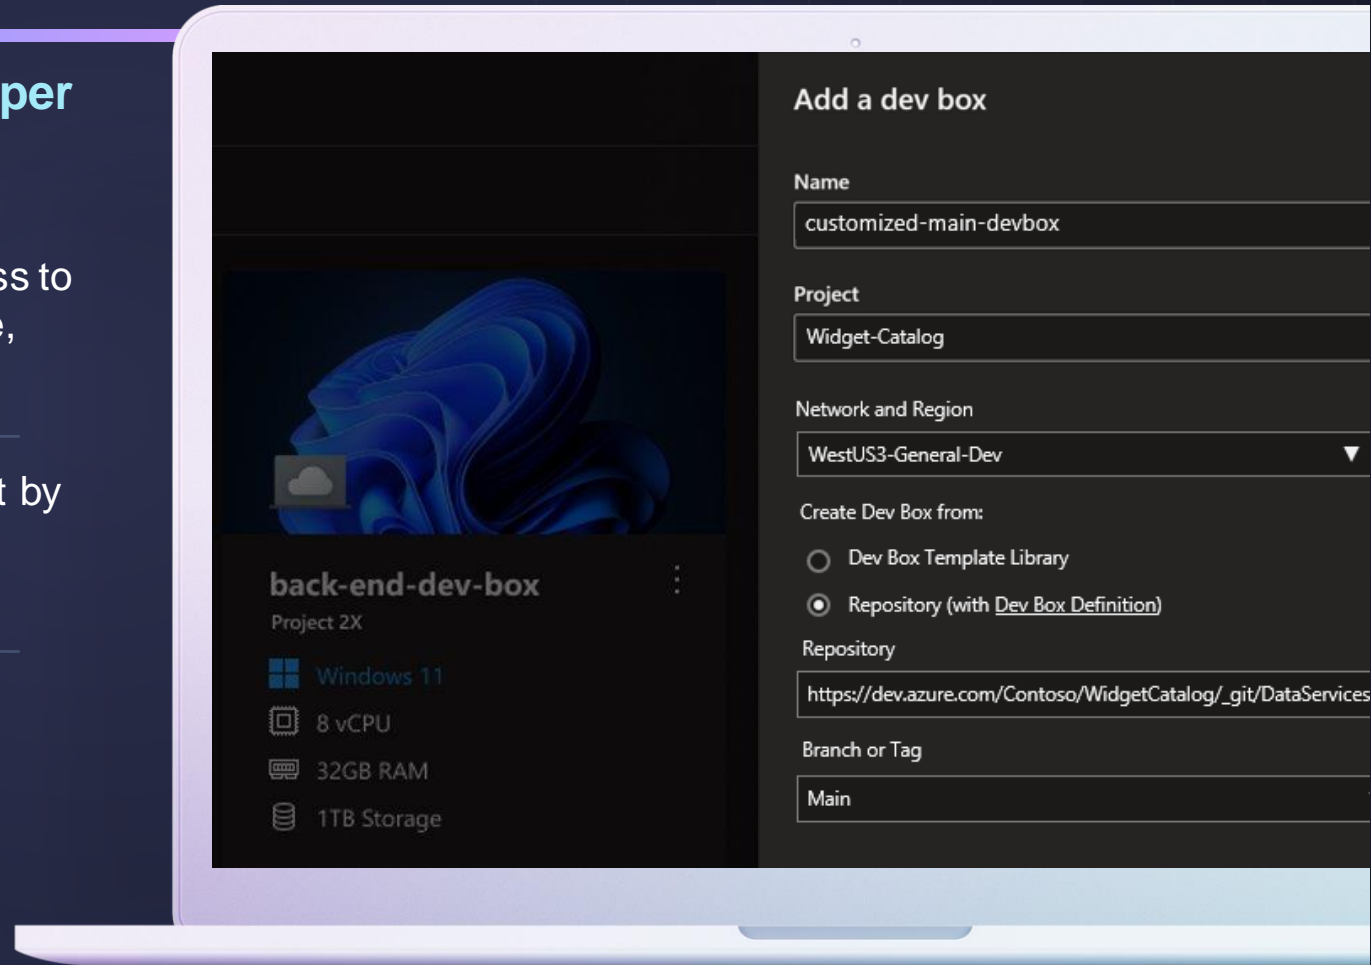 per
ss to
e,
t by
back-end-dev-box
Project 2X
Windows 11
8 vCPU
32GB RAM
1TB Storage
Add a dev box
Name
customized-main-devbox
Project
Widget-Catalog
Network and Region
WestUS3-General-Dev
Create Dev Box from:
Dev Box Template Library
Repository (with Dev Box Definition)
Repository
https://dev.azure.com/Contoso/WidgetCatalog/_git/DataServices
Branch or Tag
Main